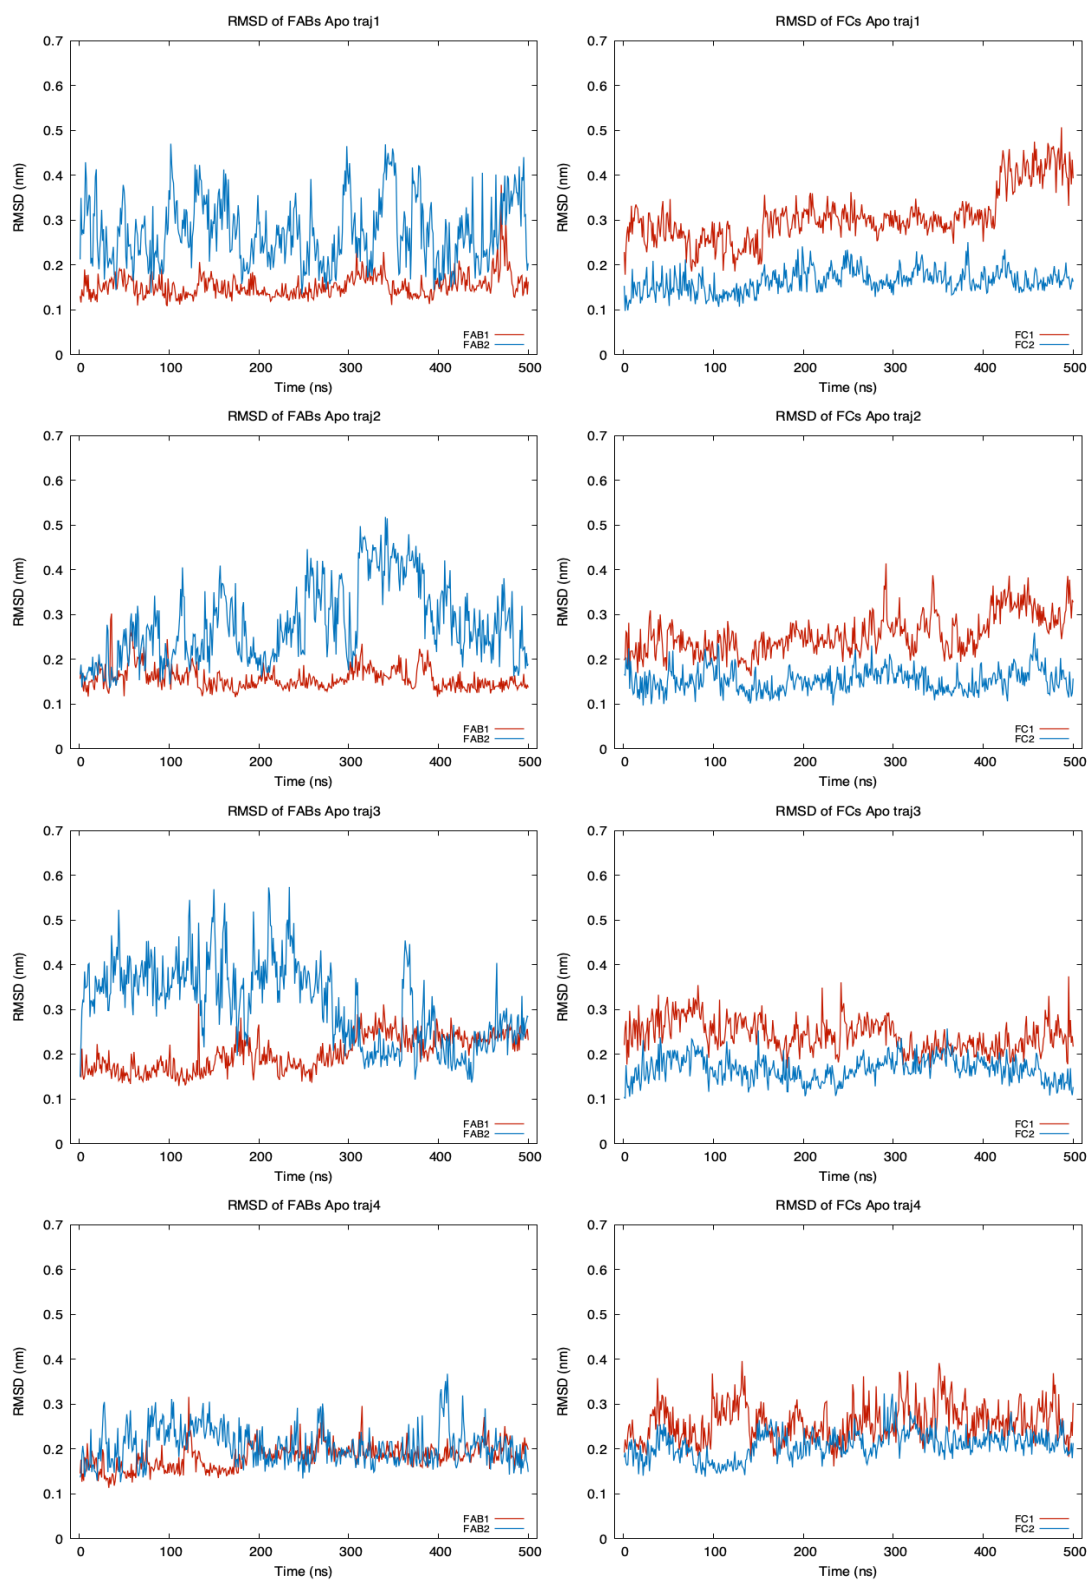 RMSD of FABs Apo traj1
0.7
0.6
0.5
0.4
0.3
0.2
0.1
0
RMSD (nm)
0 100 200 300 400 500
Time (ns)
FAB1
FAB2
RMSD of FCs Apo traj1
0.7
0.6
0.5
0.4
0.3
0.2
0.1
0
RMSD (nm)
0 100 200 300 400 500
Time (ns)
FC1
FC2
RMSD of FABs Apo traj2
0.7
0.6
0.5
0.4
0.3
0.2
0.1
0
RMSD (nm)
0 100 200 300 400 500
Time (ns)
FAB1
FAB2
RMSD of FCs Apo traj2
0.7
0.6
0.5
0.4
0.3
0.2
0.1
0
RMSD (nm)
0 100 200 300 400 500
Time (ns)
FC1
FC2
RMSD of FABs Apo traj3
0.7
0.6
0.5
0.4
0.3
0.2
0.1
0
RMSD (nm)
0 100 200 300 400 500
Time (ns)
FAB1
FAB2
RMSD of FCs Apo traj3
0.7
0.6
0.5
0.4
0.3
0.2
0.1
0
RMSD (nm)
0 100 200 300 400 500
Time (ns)
FC1
FC2
RMSD of FABs Apo traj4
0.7
0.6
0.5
0.4
0.3
0.2
0.1
0
RMSD (nm)
0 100 200 300 400 500
Time (ns)
FAB1
FAB2
RMSD of FCs Apo traj4
0.7
0.6
0.5
0.4
0.3
0.2
0.1
0
RMSD (nm)
0 100 200 300 400 500
Time (ns)
FC1
FC2